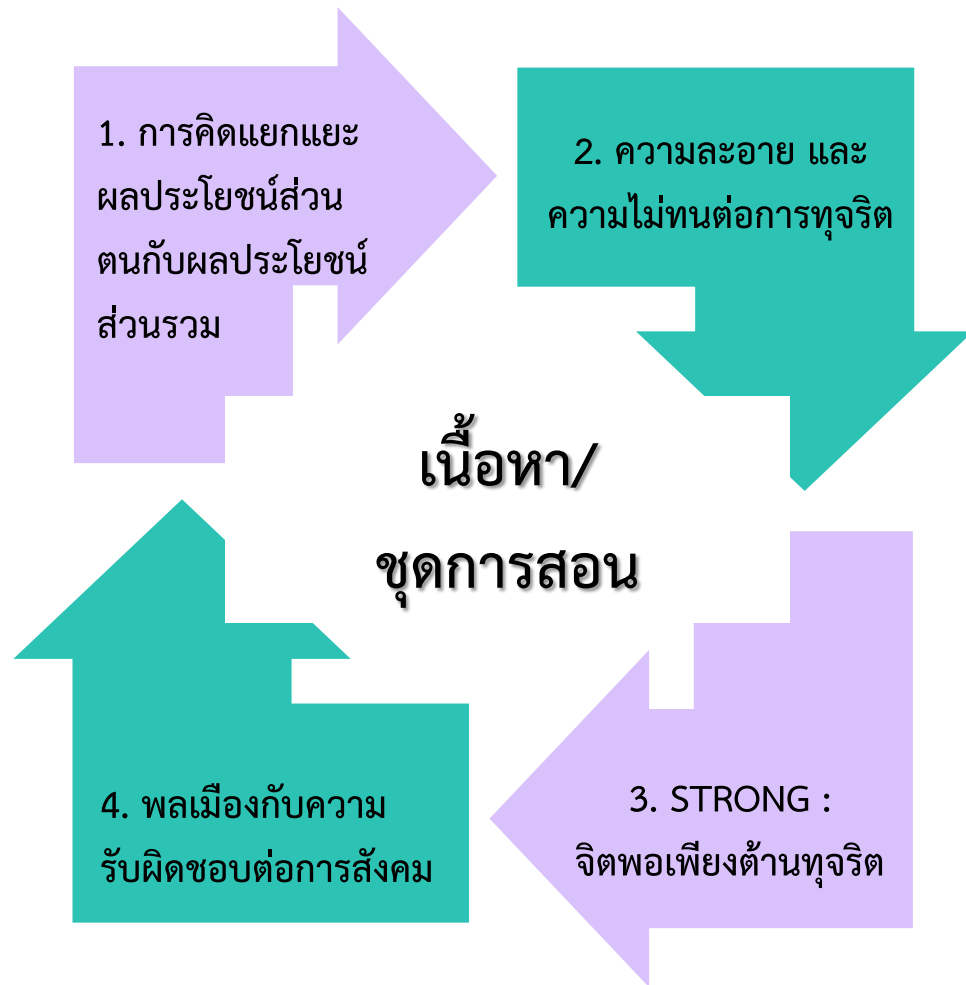 1. การคิดแยกแยะ
ผลประโยชน์ส่วน
ตนกับผลประโยชน์
ส่วนรวม
2. ความละอาย และ
ความไม่ทนต่อการทุจริต
เนื้อหา/
ชุดการสอน
3. STRONG :
จิตพอเพียงต้านทุจริต
4. พลเมืองกับความ
รับผิดชอบต่อการสังคม